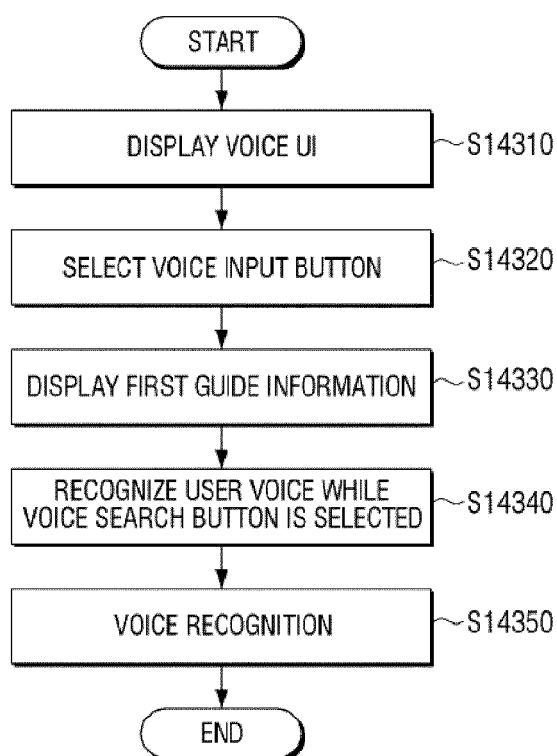 START
DISPLAY VOICE UI
S14310
SELECT VOICE INPUT BUTTON
S14320
DISPLAY FIRST GUIDE INFORMATION
S14330
RECOGNIZE USER VOICE WHILE
VOICE SEARCH BUTTON IS SELECTED
S14340
VOICE RECOGNITION
S14350
END